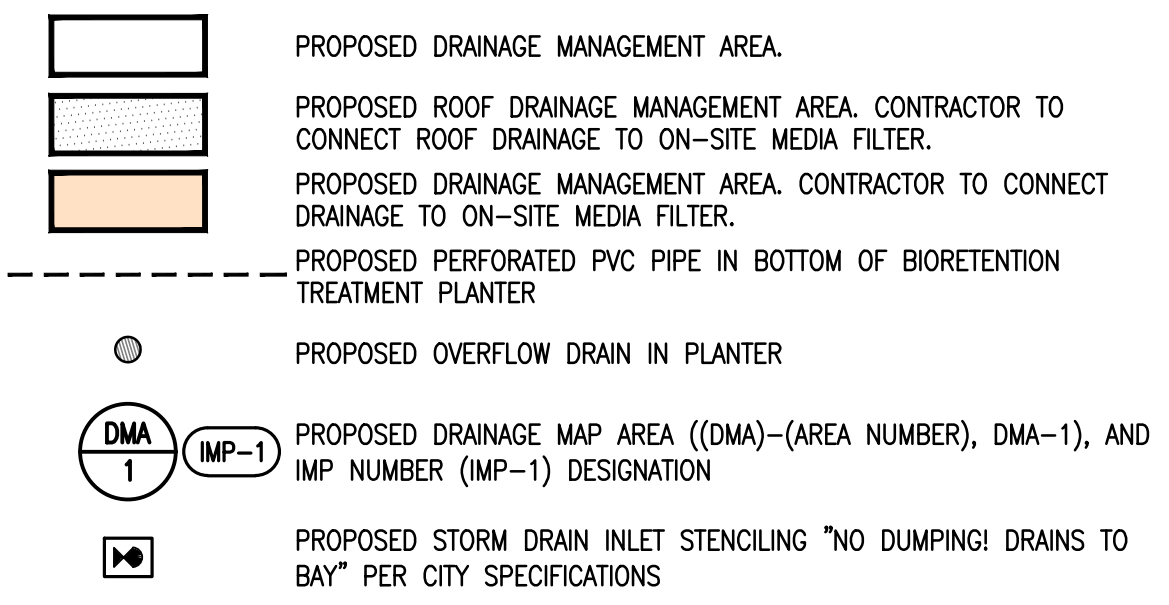 PROPOSED DRAINAGE MANAGEMENT AREA.
PROPOSED ROOF DRAINAGE MANAGEMENT AREA. CONTRACTOR TO
CONNECT ROOF DRAINAGE TO ON-SITE MEDIA FILTER.
PROPOSED DRAINAGE MANAGEMENT AREA. CONTRACTOR TO CONNECT
DRAINAGE TO ON-SITE MEDIA FILTER.
PROPOSED PERFORATED PVC PIPE IN BOTTOM OF BIORETENTION
TREATMENT PLANTER
PROPOSED OVERFLOW DRAIN IN PLANTER
DMA
1
IMP-1
PROPOSED DRAINAGE MAP AREA ((DMA)-(AREA NUMBER), DMA-1), AND
IMP NUMBER (IMP-1) DESIGNATION
PROPOSED STORM DRAIN INLET STENCILING "NO DUMPING! DRAINS TO
BAY" PER CITY SPECIFICATIONS